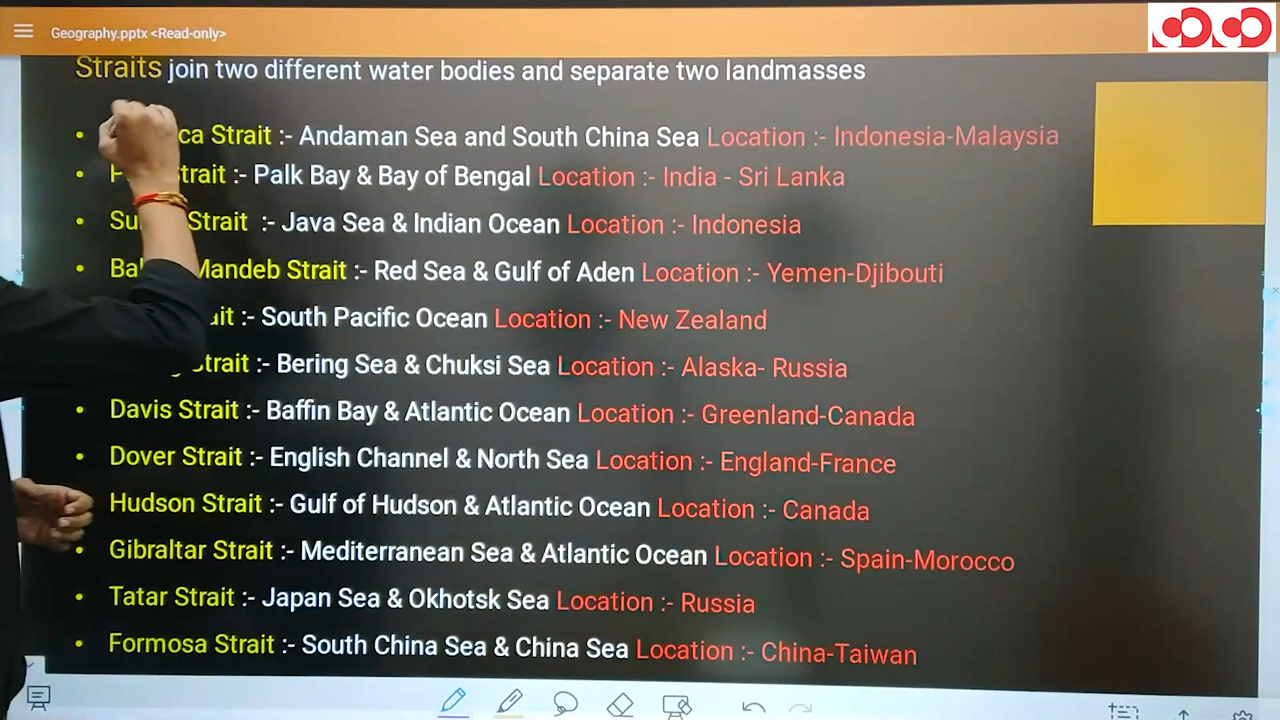 Geography.pptx <Read-only>
Straits join two different water bodies and separate two landmasses
• ca Strait :- Andaman Sea and South China Sea Location :- Indonesia-Malaysia
• :- Palk Bay & Bay of Bengal Location :- India - Sri Lanka
• Strait :- Java Sea & Indian Ocean Location :- Indonesia
• Mandeb Strait :- Red Sea & Gulf of Aden Location :- Yemen-Djibouti
:- South Pacific Ocean Location :- New Zealand
Strait :- Bering Sea & Chuksi Sea Location :- Alaska- Russia
• Davis Strait :- Baffin Bay & Atlantic Ocean Location :- Greenland-Canada
• Dover Strait :- English Channel & North Sea Location :- England-France
Hudson Strait :- Gulf of Hudson & Atlantic Ocean Location :- Canada
• Gibraltar Strait :- Mediterranean Sea & Atlantic Ocean Location :- Spain-Morocco
• Tatar Strait :- Japan Sea & Okhotsk Sea Location :- Russia
• Formosa Strait :- South China Sea & China Sea Location :- China-Taiwan